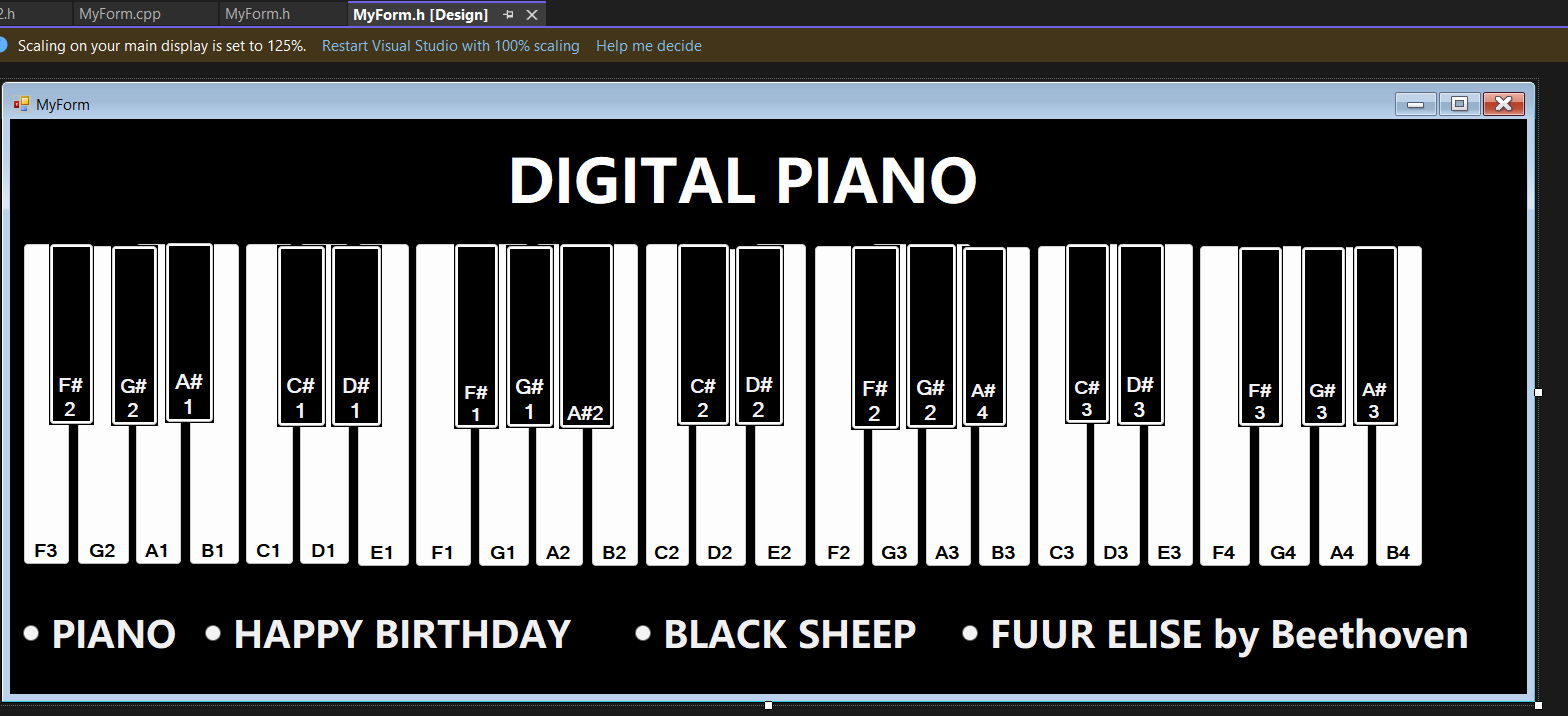 2.h MyForm.cpp MyForm.h MyForm.h [Design]
Scaling on your main display is set to 125%. Restart Visual Studio with 100% scaling Help me decide
MyForm
DIGITAL PIANO
F# 2 G# 2 A# 1 C# 1 D# 1 F# 1 G# 1 A#2 C# 2 D# 2 F# 2 G# 2 A# 4 C# 3 D# 3 F# 3 G# 3 A# 3
F3 G2 A1 B1 C1 D1 E1 F1 G1 A2 B2 C2 D2 E2 F2 G3 A3 B3 C3 D3 E3 F4 G4 A4 B4
PIANO HAPPY BIRTHDAY BLACK SHEEP FUUR ELISE by Beethoven